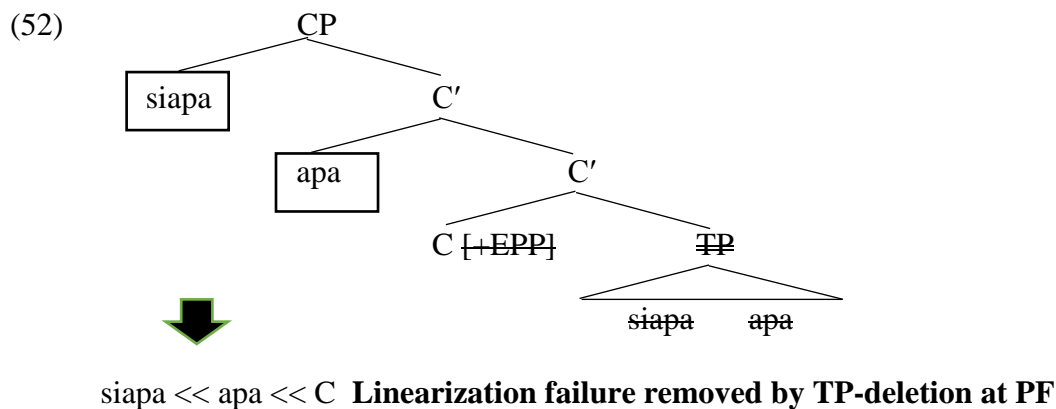 (52) CP
siapa C′
apa C′
C [+EPP] TP
siapa apa
siapa << apa << C Linearization failure removed by TP-deletion at PF